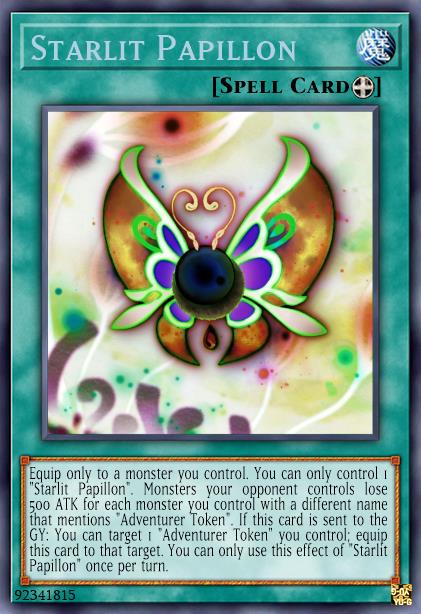 Starlit Papillon
魔
[Spell Card]
Equip only to a monster you control. You can only control 1
"Starlit Papillon". Monsters your opponent controls lose
500 ATK for each monster you control with a different name
that mentions "Adventurer Token". If this card is sent to the
GY: You can target 1 "Adventurer Token" you control; equip
this card to that target. You can only use this effect of "Starlit
Papillon" once per turn.
92341815